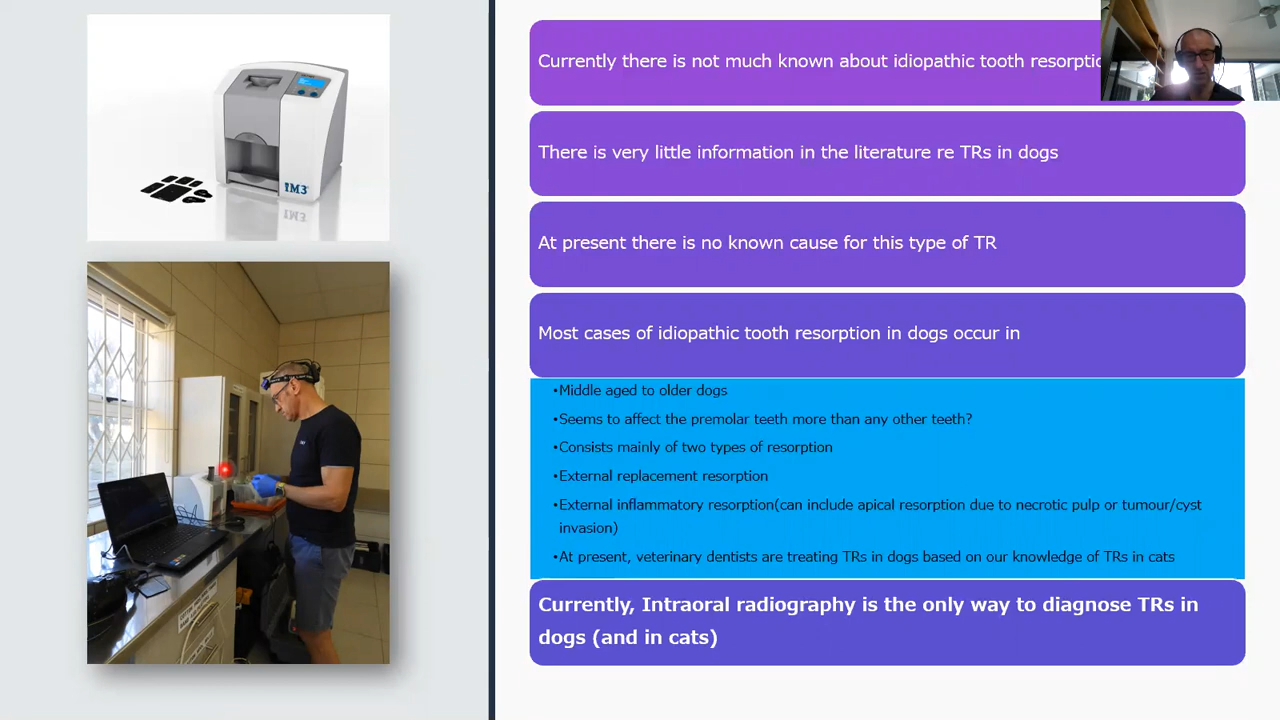 iM3
Currently there is not much known about idiopathic tooth
There is very little information in the literature re TRs in dogs
At present there is no known cause for this type of TR
Most cases of idiopathic tooth resorption in dogs occur in
•Middle aged to older dogs
•Seems to affect the premolar teeth more than any other teeth?
•Consists mainly of two types of resorption
•External replacement resorption
•External inflammatory resorption(can include apical resorption due to necrotic pulp or tumour/cyst
invasion)
•At present, veterinary dentists are treating TRs in dogs based on our knowledge of TRs in cats
Currently, Intraoral radiography is the only way to diagnose TRs in
dogs (and in cats)